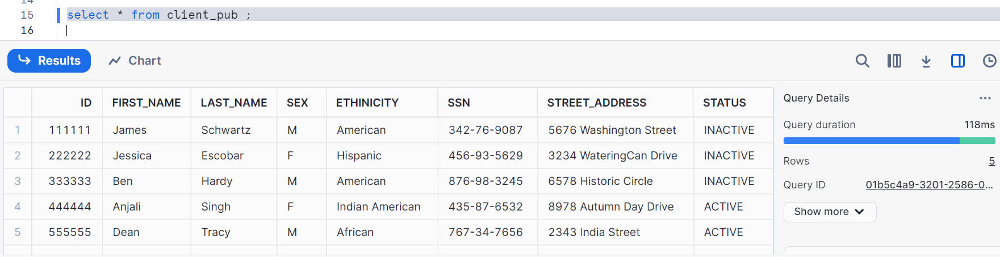 14
15 select * from client_pub ;
16
Results Chart
ID FIRST_NAME LAST_NAME SEX ETHINICITY SSN STREET_ADDRESS STATUS
1 111111 James Schwartz M American 342-76-9087 5676 Washington Street INACTIVE
2 222222 Jessica Escobar F Hispanic 456-93-5629 3234 WateringCan Drive INACTIVE
3 333333 Ben Hardy M American 876-98-3245 6578 Historic Circle INACTIVE
4 444444 Anjali Singh F Indian American 435-87-6532 8978 Autumn Day Drive ACTIVE
5 555555 Dean Tracy M African 767-34-7656 2343 India Street ACTIVE
Query Details ...
Query duration 118ms
Rows 5
Query ID 01b5c4a9-3201-2586-0...
Show more